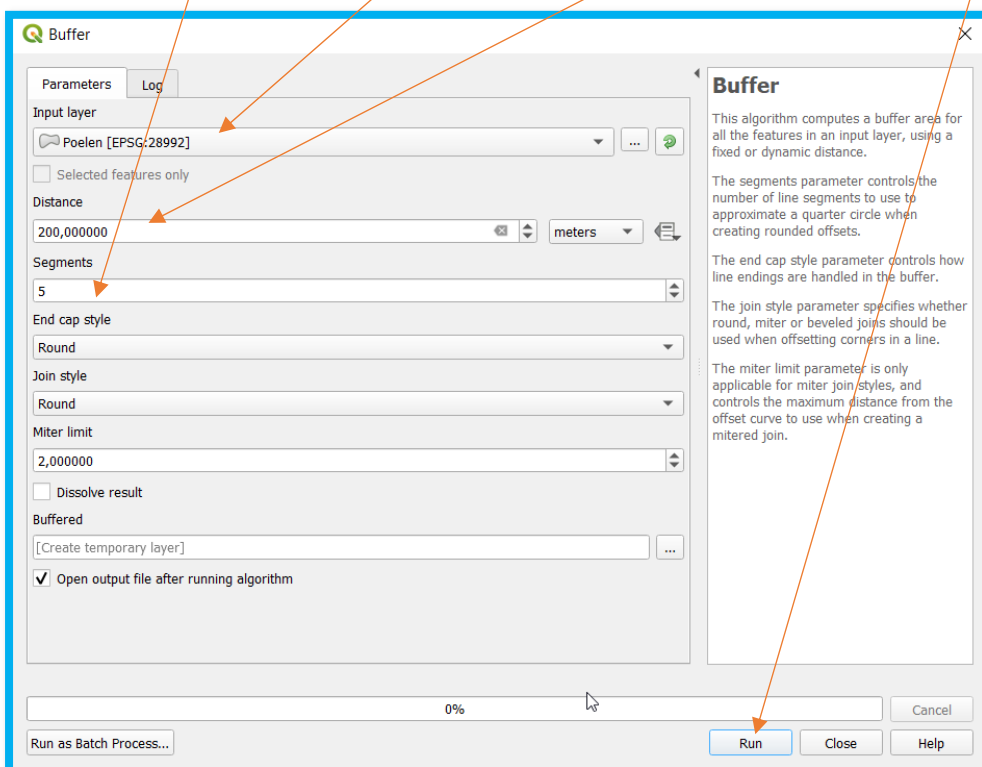 Buffer
Parameters
Log
Input layer
Poelen [EPSG:28992]
...
Selected features only
Distance
200,000000
meters
Segments
5
End cap style
Round
Join style
Round
Miter limit
2,000000
Dissolve result
Buffered
[Create temporary layer]
...
Open output file after running algorithm
Buffer
This algorithm computes a buffer area for
all the features in an input layer, using a
fixed or dynamic distance.
The segments parameter controls the
number of line segments to use to
approximate a quarter circle when
creating rounded offsets.
The end cap style parameter controls how
line endings are handled in the buffer.
The join style parameter specifies whether
round, miter or beveled joins should be
used when offsetting corners in a line.
The miter limit parameter is only
applicable for miter join styles, and
controls the maximum distance from the
offset curve to use when creating a
mitered join.
0%
Cancel
Run as Batch Process...
Run
Close
Help